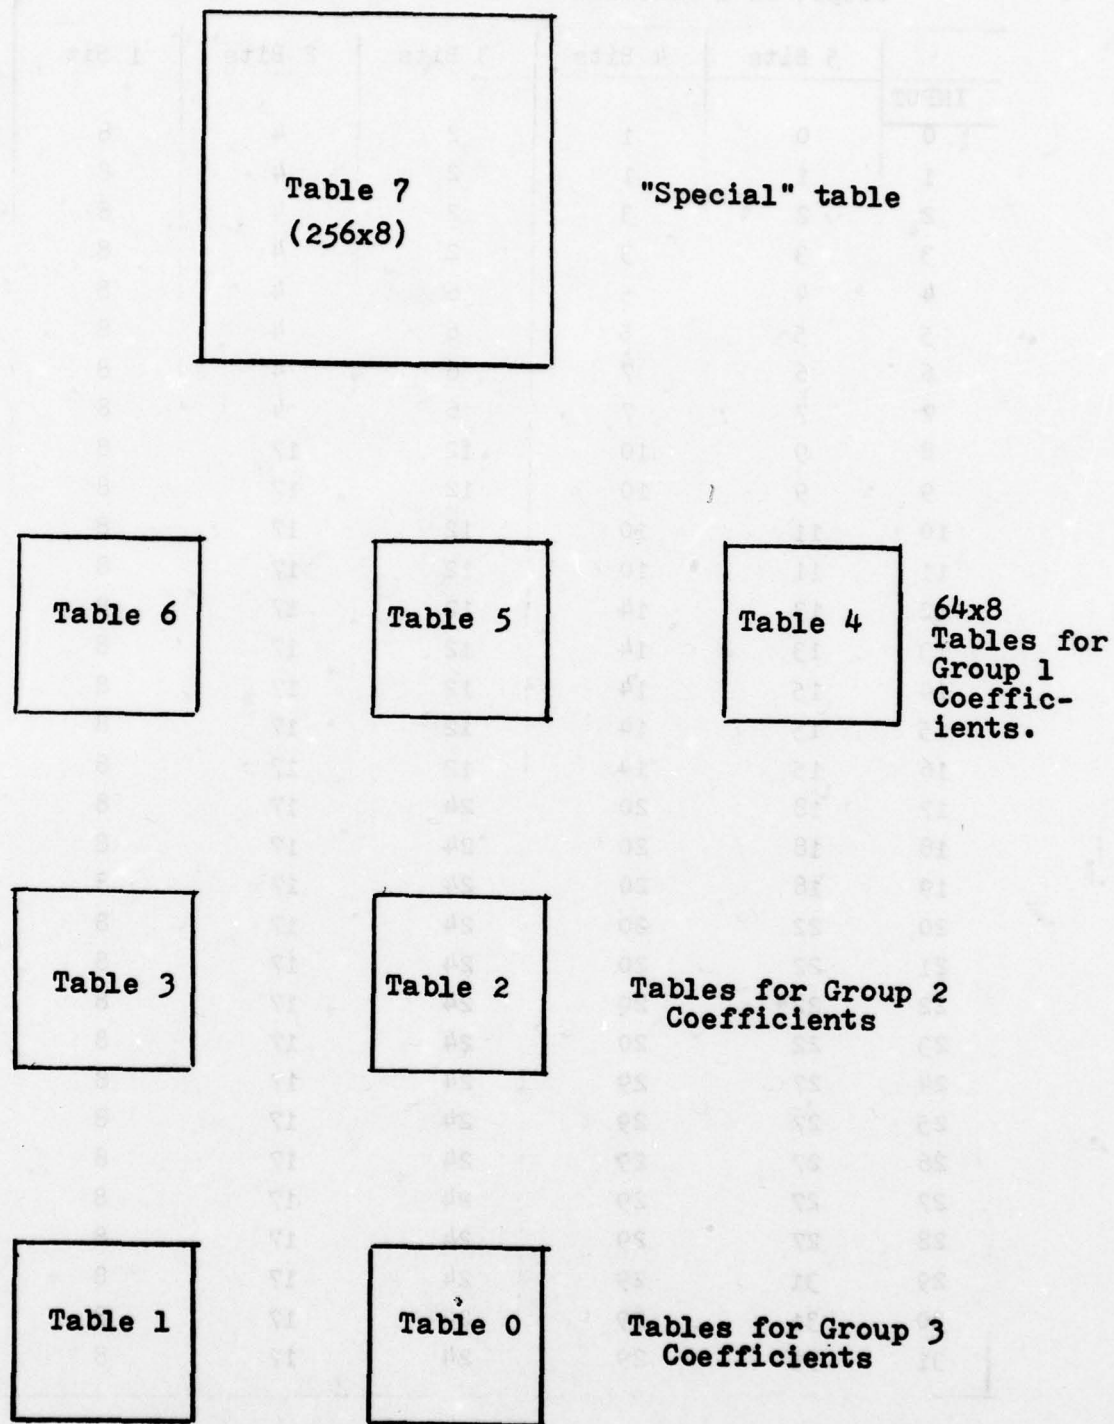 Table 7
(256x8)
"Special" table
Table 6
Table 5
Table 4
64x8
Tables for
Group 1
Coeffic-
ients.
Table 3
Table 2
Tables for Group 2
Coefficients
Table 1
Table 0
Tables for Group 3
Coefficients